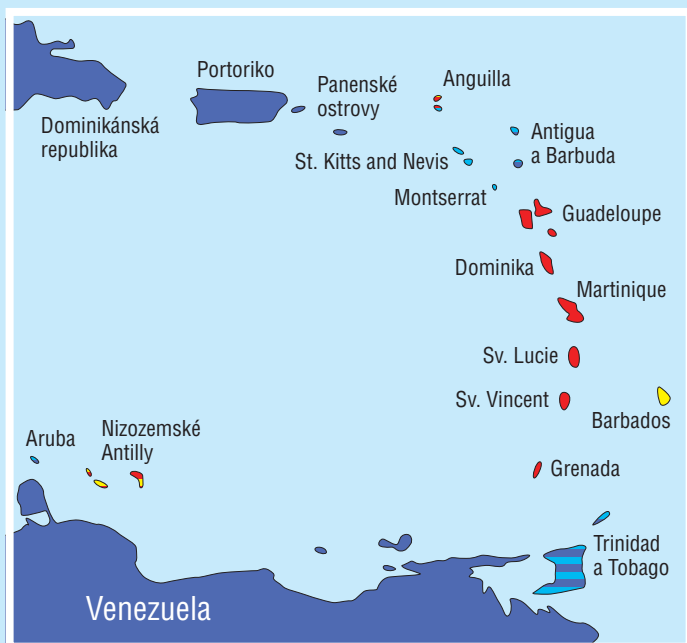 Portoriko
Panenské
ostrovy
Anguilla
Dominikánská
republika
Antigua
a Barbuda
St. Kitts and Nevis
Montserrat
Guadeloupe
Dominika
Martinique
Sv. Lucie
Sv. Vincent
Barbados
Aruba
Nizozemské
Antilly
Grenada
Trinidad
a Tobago
Venezuela